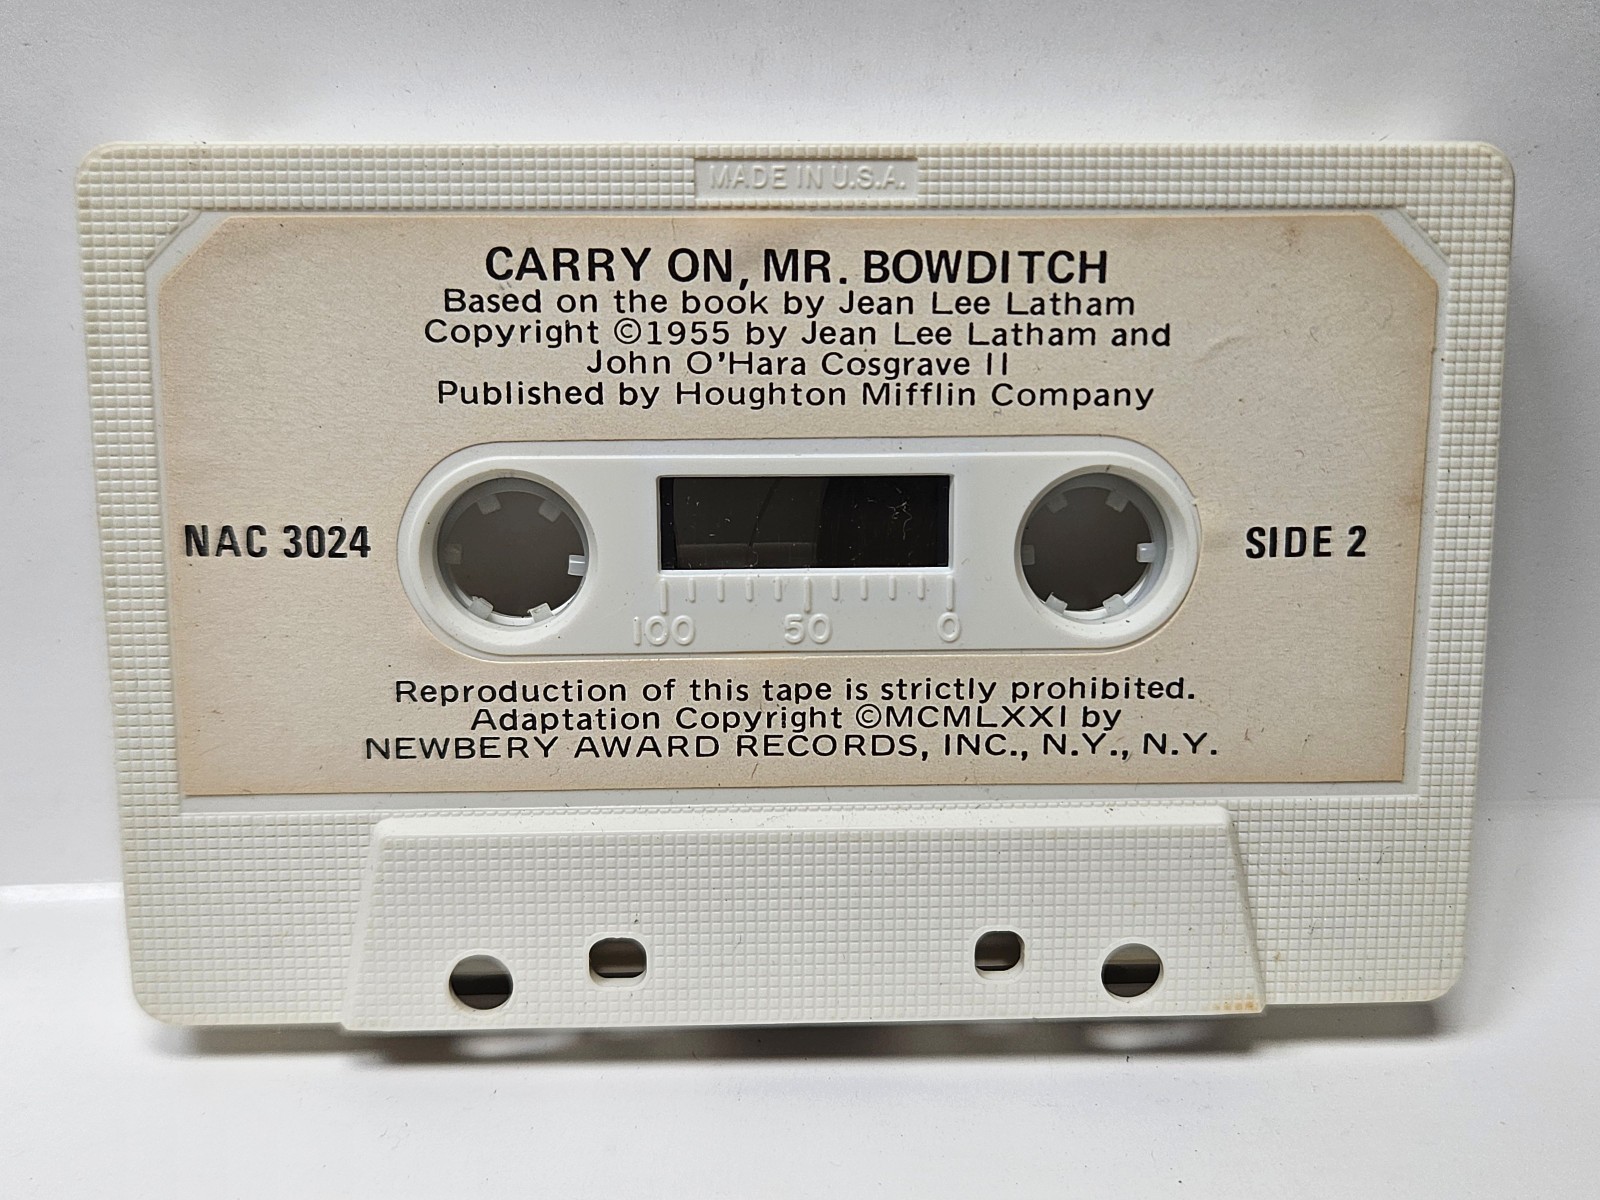 MADE IN U.S.A.
CARRY ON, MR. BOWDITCH
Based on the book by Jean Lee Latham
Copyright ©1955 by Jean Lee Latham and
John O'Hara Cosgrave II
Published by Houghton Mifflin Company
NAC 3024
SIDE 2
100 50 0
Reproduction of this tape is strictly prohibited.
Adaptation Copyright ©MCMLXXI by
NEWBERY AWARD RECORDS, INC., N.Y., N.Y.